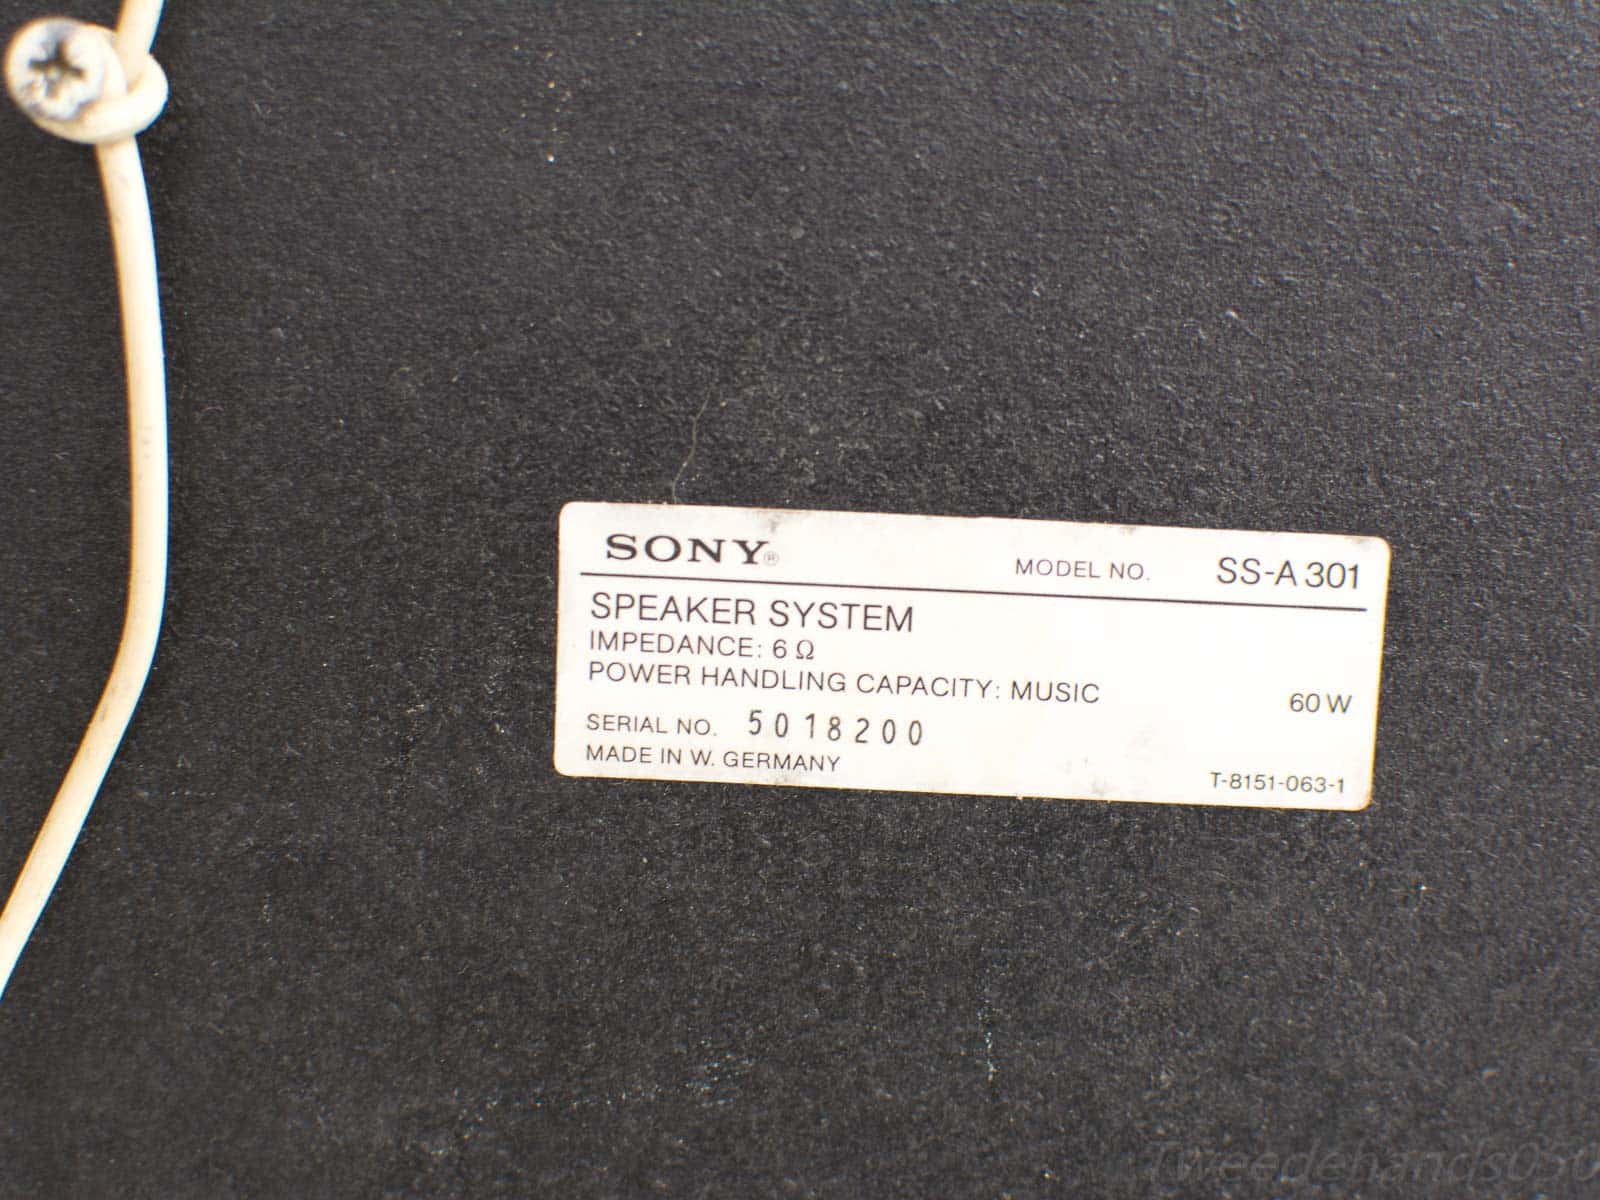 SONY®
MODEL NO. SS-A 301
SPEAKER SYSTEM
IMPEDANCE: 6 Ω
POWER HANDLING CAPACITY: MUSIC 60 W
SERIAL NO. 5018200
MADE IN W. GERMANY
T-8151-063-1
Tweedehands050